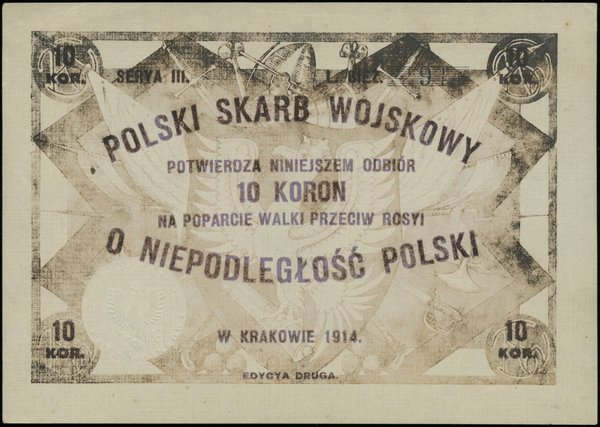 10 KOR.
10 KOR.
SERYA III. L. BIEŻ.
POLSKI SKARB WOJSKOWY
POTWIERDZA NINIEJSZEM ODBIÓR
10 KORON
NA POPARCIE WALKI PRZECIW ROSYI
O NIEPODLEGŁOŚĆ POLSKI
10 KOR.
10 KOR.
W KRAKOWIE 1914.
EDYCYA DRUGA.